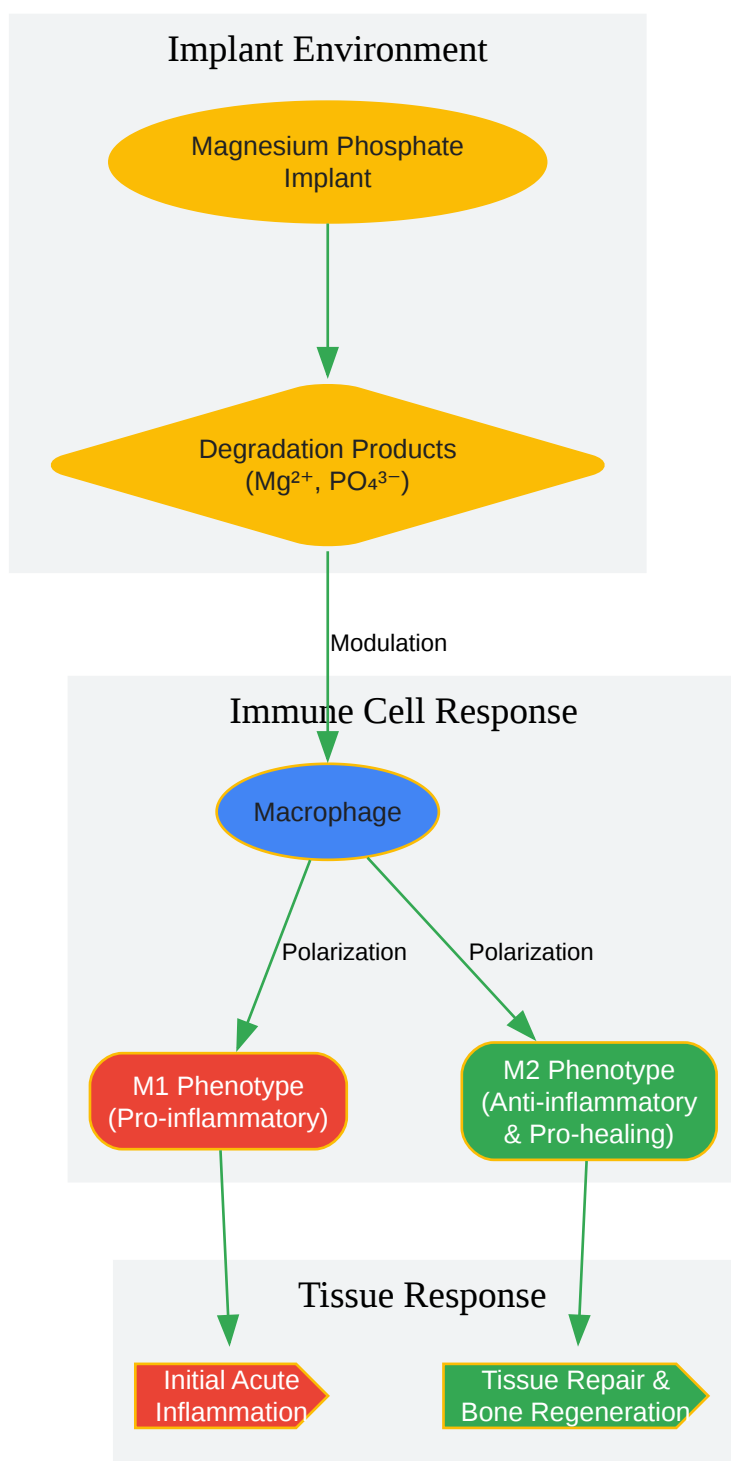 Implant Environment
Magnesium Phosphate
Implant
Degradation Products
(Mg²⁺, PO₄³⁻)
Modulation
Immune Cell Response
Macrophage
Polarization
Polarization
M1 Phenotype
(Pro-inflammatory)
M2 Phenotype
(Anti-inflammatory
& Pro-healing)
Tissue Response
Initial Acute
Inflammation
Tissue Repair &
Bone Regeneration